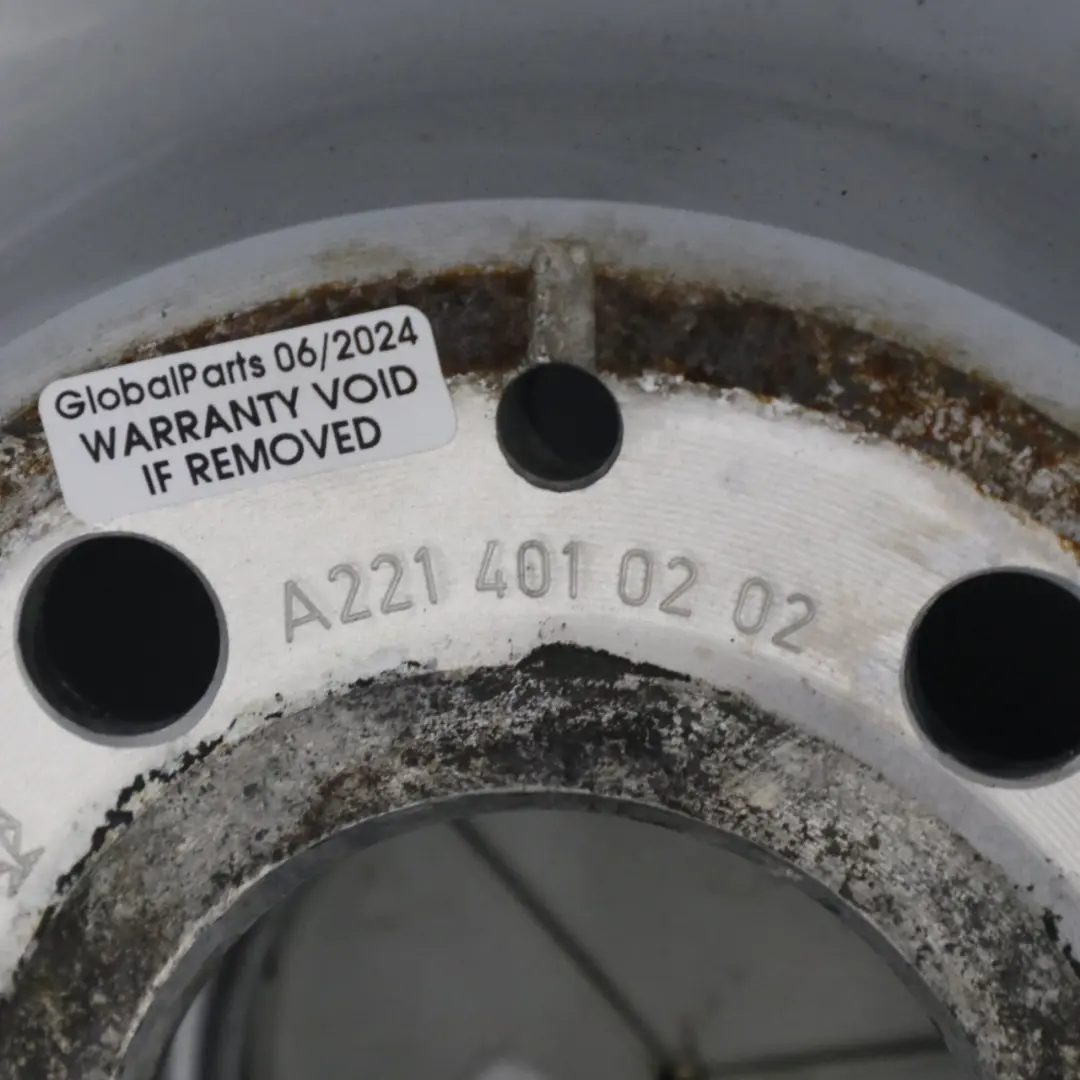 GlobalParts 06/2024
WARRANTY VOID
IF REMOVED
A221 401 02 02